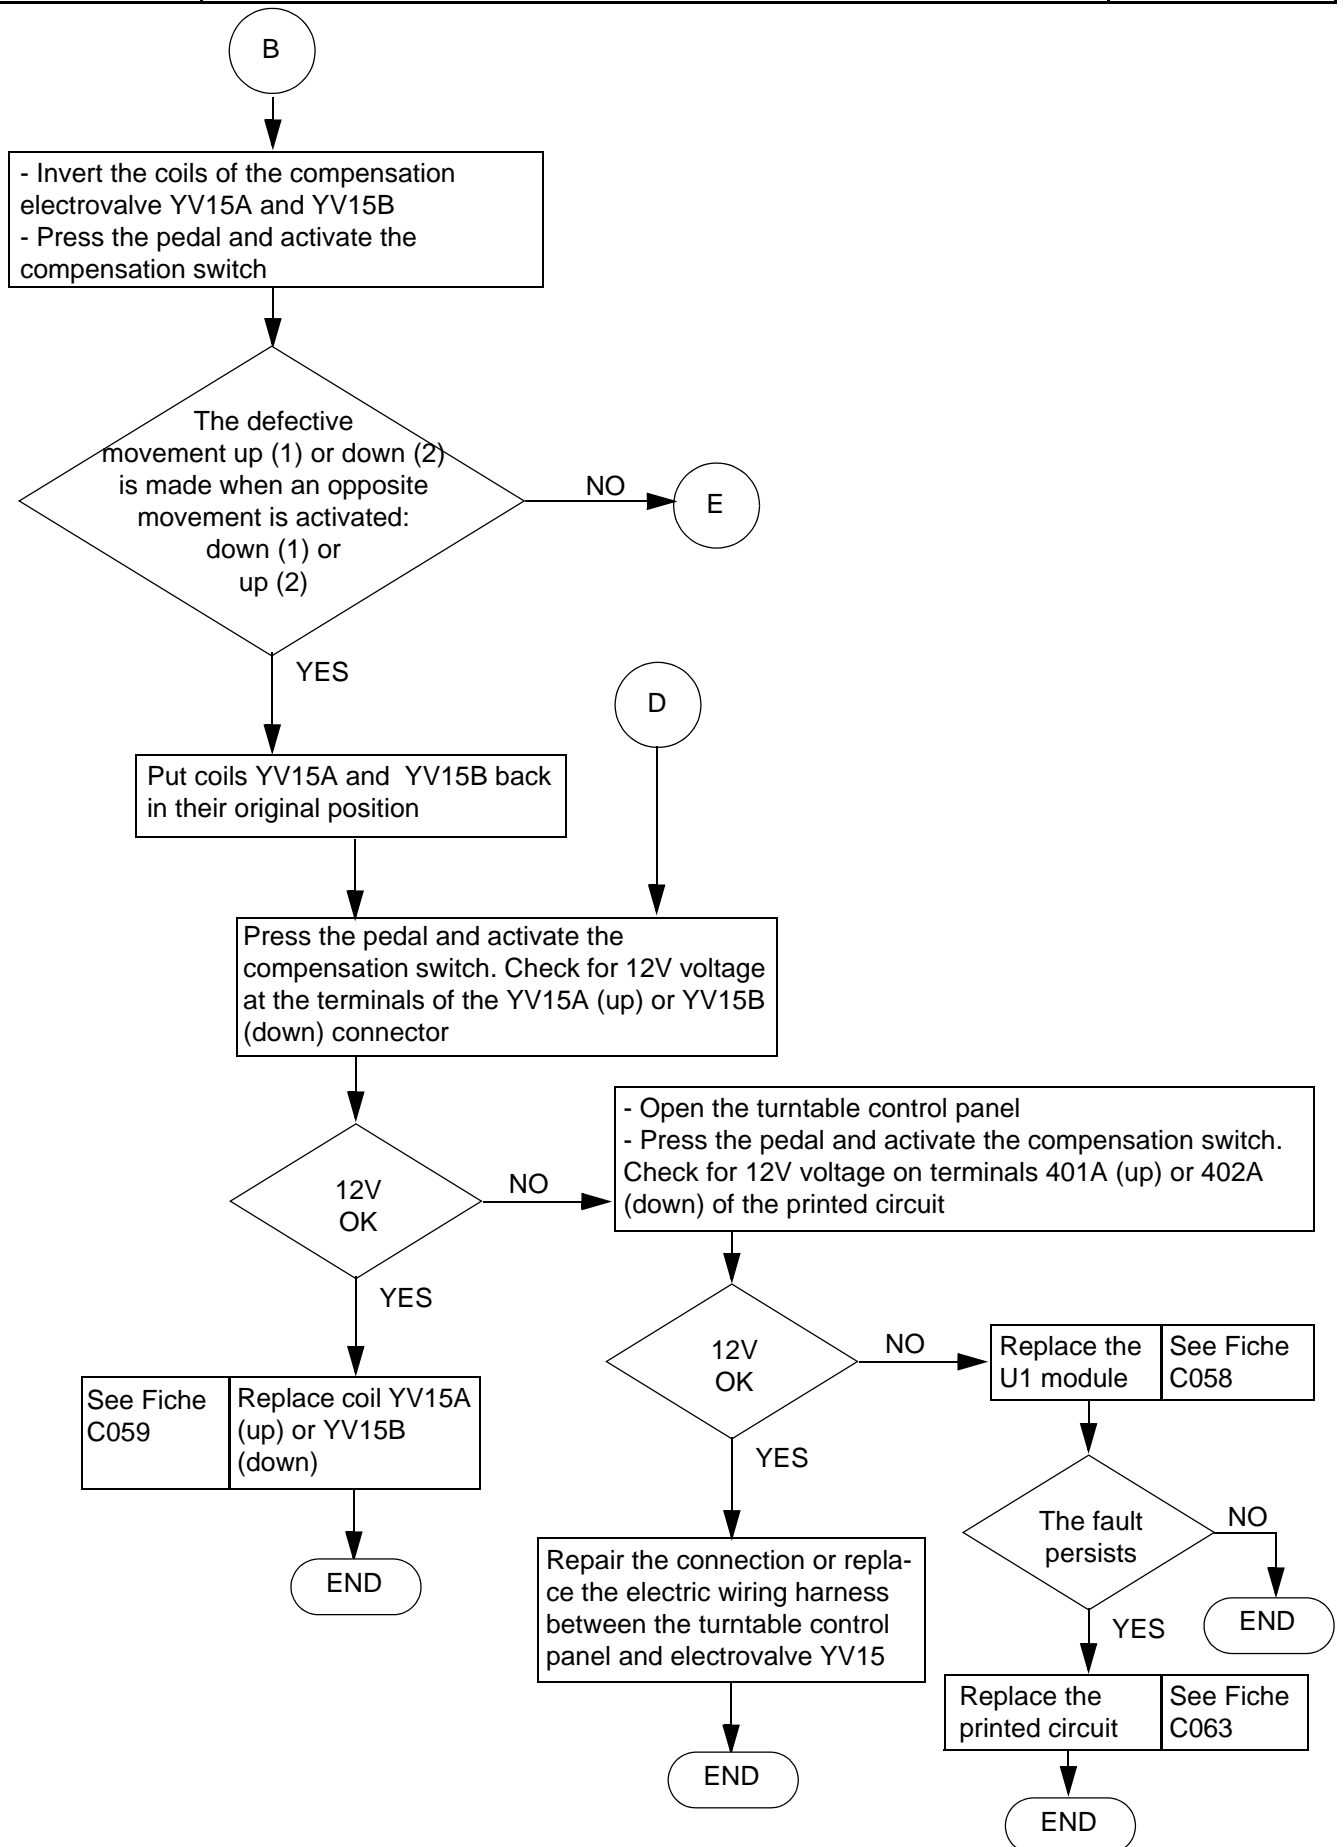 B
- Invert the coils of the compensation
electrovalve YV15A and YV15B
- Press the pedal and activate the
compensation switch
The defective
movement up (1) or down (2)
is made when an opposite
movement is activated:
down (1) or
up (2)
NO
E
YES
D
Put coils YV15A and  YV15B back
in their original position
Press the pedal and activate the
compensation switch. Check for 12V voltage
at the terminals of the YV15A (up) or YV15B
(down) connector
- Open the turntable control panel
- Press the pedal and activate the compensation switch.
Check for 12V voltage on terminals 401A (up) or 402A
(down) of the printed circuit
12V
OK
NO
YES
12V
OK
NO
Replace the
U1 module
See Fiche
C058
See Fiche
C059
Replace coil YV15A
(up) or YV15B
(down)
YES
The fault
persists
NO
END
Repair the connection or repla-
ce the electric wiring harness
between the turntable control
panel and electrovalve YV15
END
YES
Replace the
printed circuit
See Fiche
C063
END
END